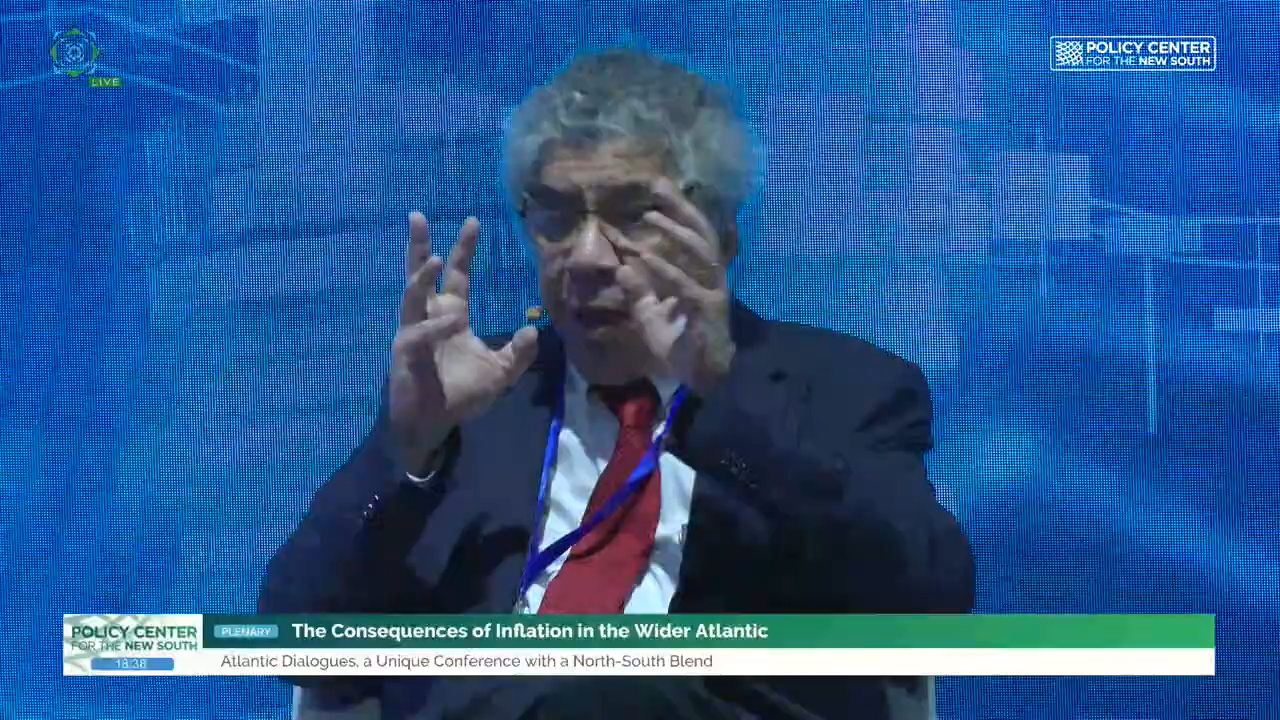 LIVE
POLICY CENTER
FOR THE NEW SOUTH
POLICY CENTER
FOR THE NEW SOUTH
18:38
PLENARY
The Consequences of Inflation in the Wider Atlantic
Atlantic Dialogues, a Unique Conference with a North-South Blend